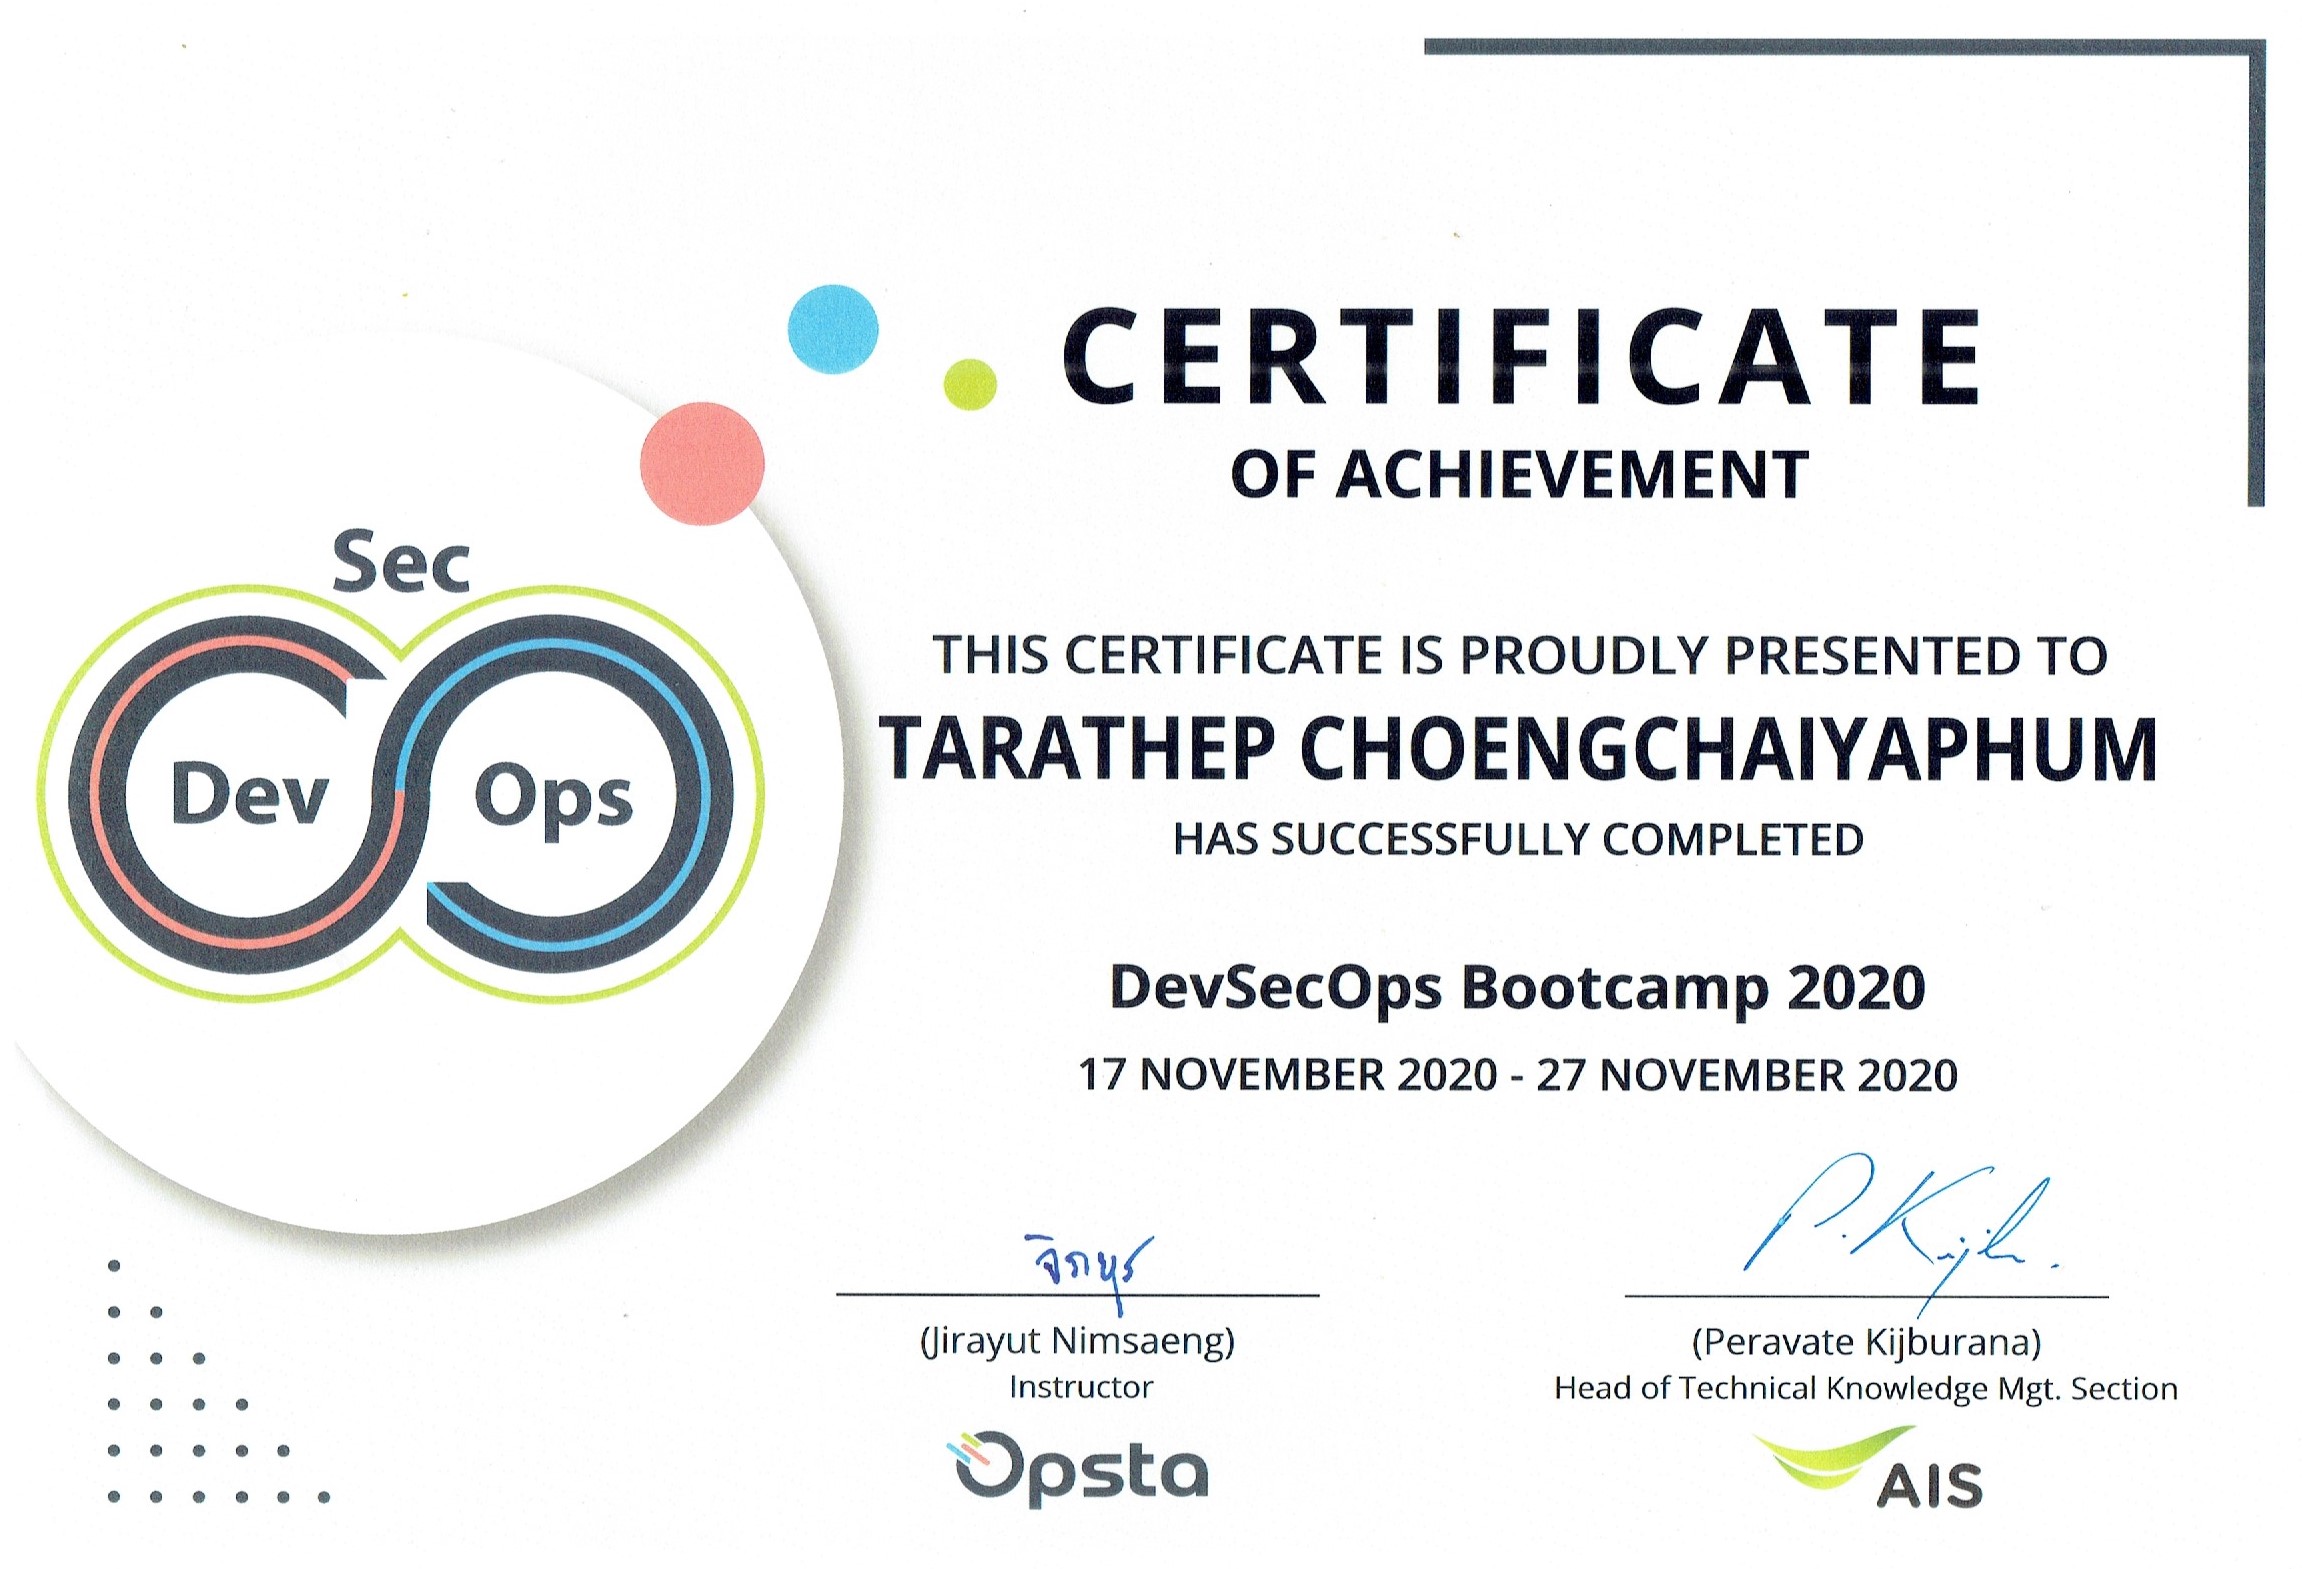 CERTIFICATE
OF ACHIEVEMENT
Sec
Dev Ops
THIS CERTIFICATE IS PROUDLY PRESENTED TO
TARATHEP CHOENGCHAIYAPHUM
HAS SUCCESSFULLY COMPLETED
DevSecOps Bootcamp 2020
17 NOVEMBER 2020 - 27 NOVEMBER 2020
จิรายุธ
P. Kijbu.
(Jirayut Nimsaeng)
Instructor
Opsta
(Peravate Kijburana)
Head of Technical Knowledge Mgt. Section
AIS